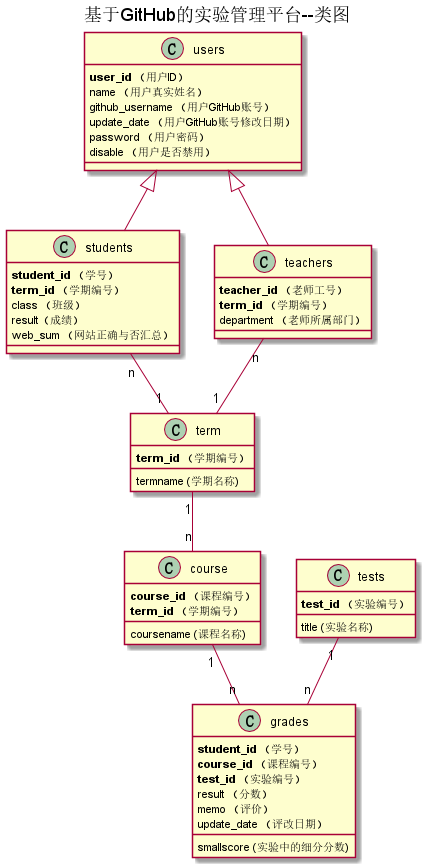 基于GitHub的实验管理平台--类图
C users
user_id （用户ID）
name （用户真实姓名）
github_username （用户GitHub账号）
update_date （用户GitHub账号修改日期）
password （用户密码）
disable （用户是否禁用）
C students
student_id （学号）
term_id （学期编号）
class （班级）
result （成绩）
web_sum （网站正确与否汇总）
C teachers
teacher_id （老师工号）
term_id （学期编号）
department （老师所属部门）
n
n
1
1
C term
term_id （学期编号）
termname (学期名称)
1
n
C course
course_id （课程编号）
term_id （学期编号）
coursename (课程名称)
C tests
test_id （实验编号）
title (实验名称)
1
1
n
n
C grades
student_id （学号）
course_id （课程编号）
test_id （实验编号）
result （分数）
memo （评价）
update_date （评改日期）
smallscore (实验中的细分分数)